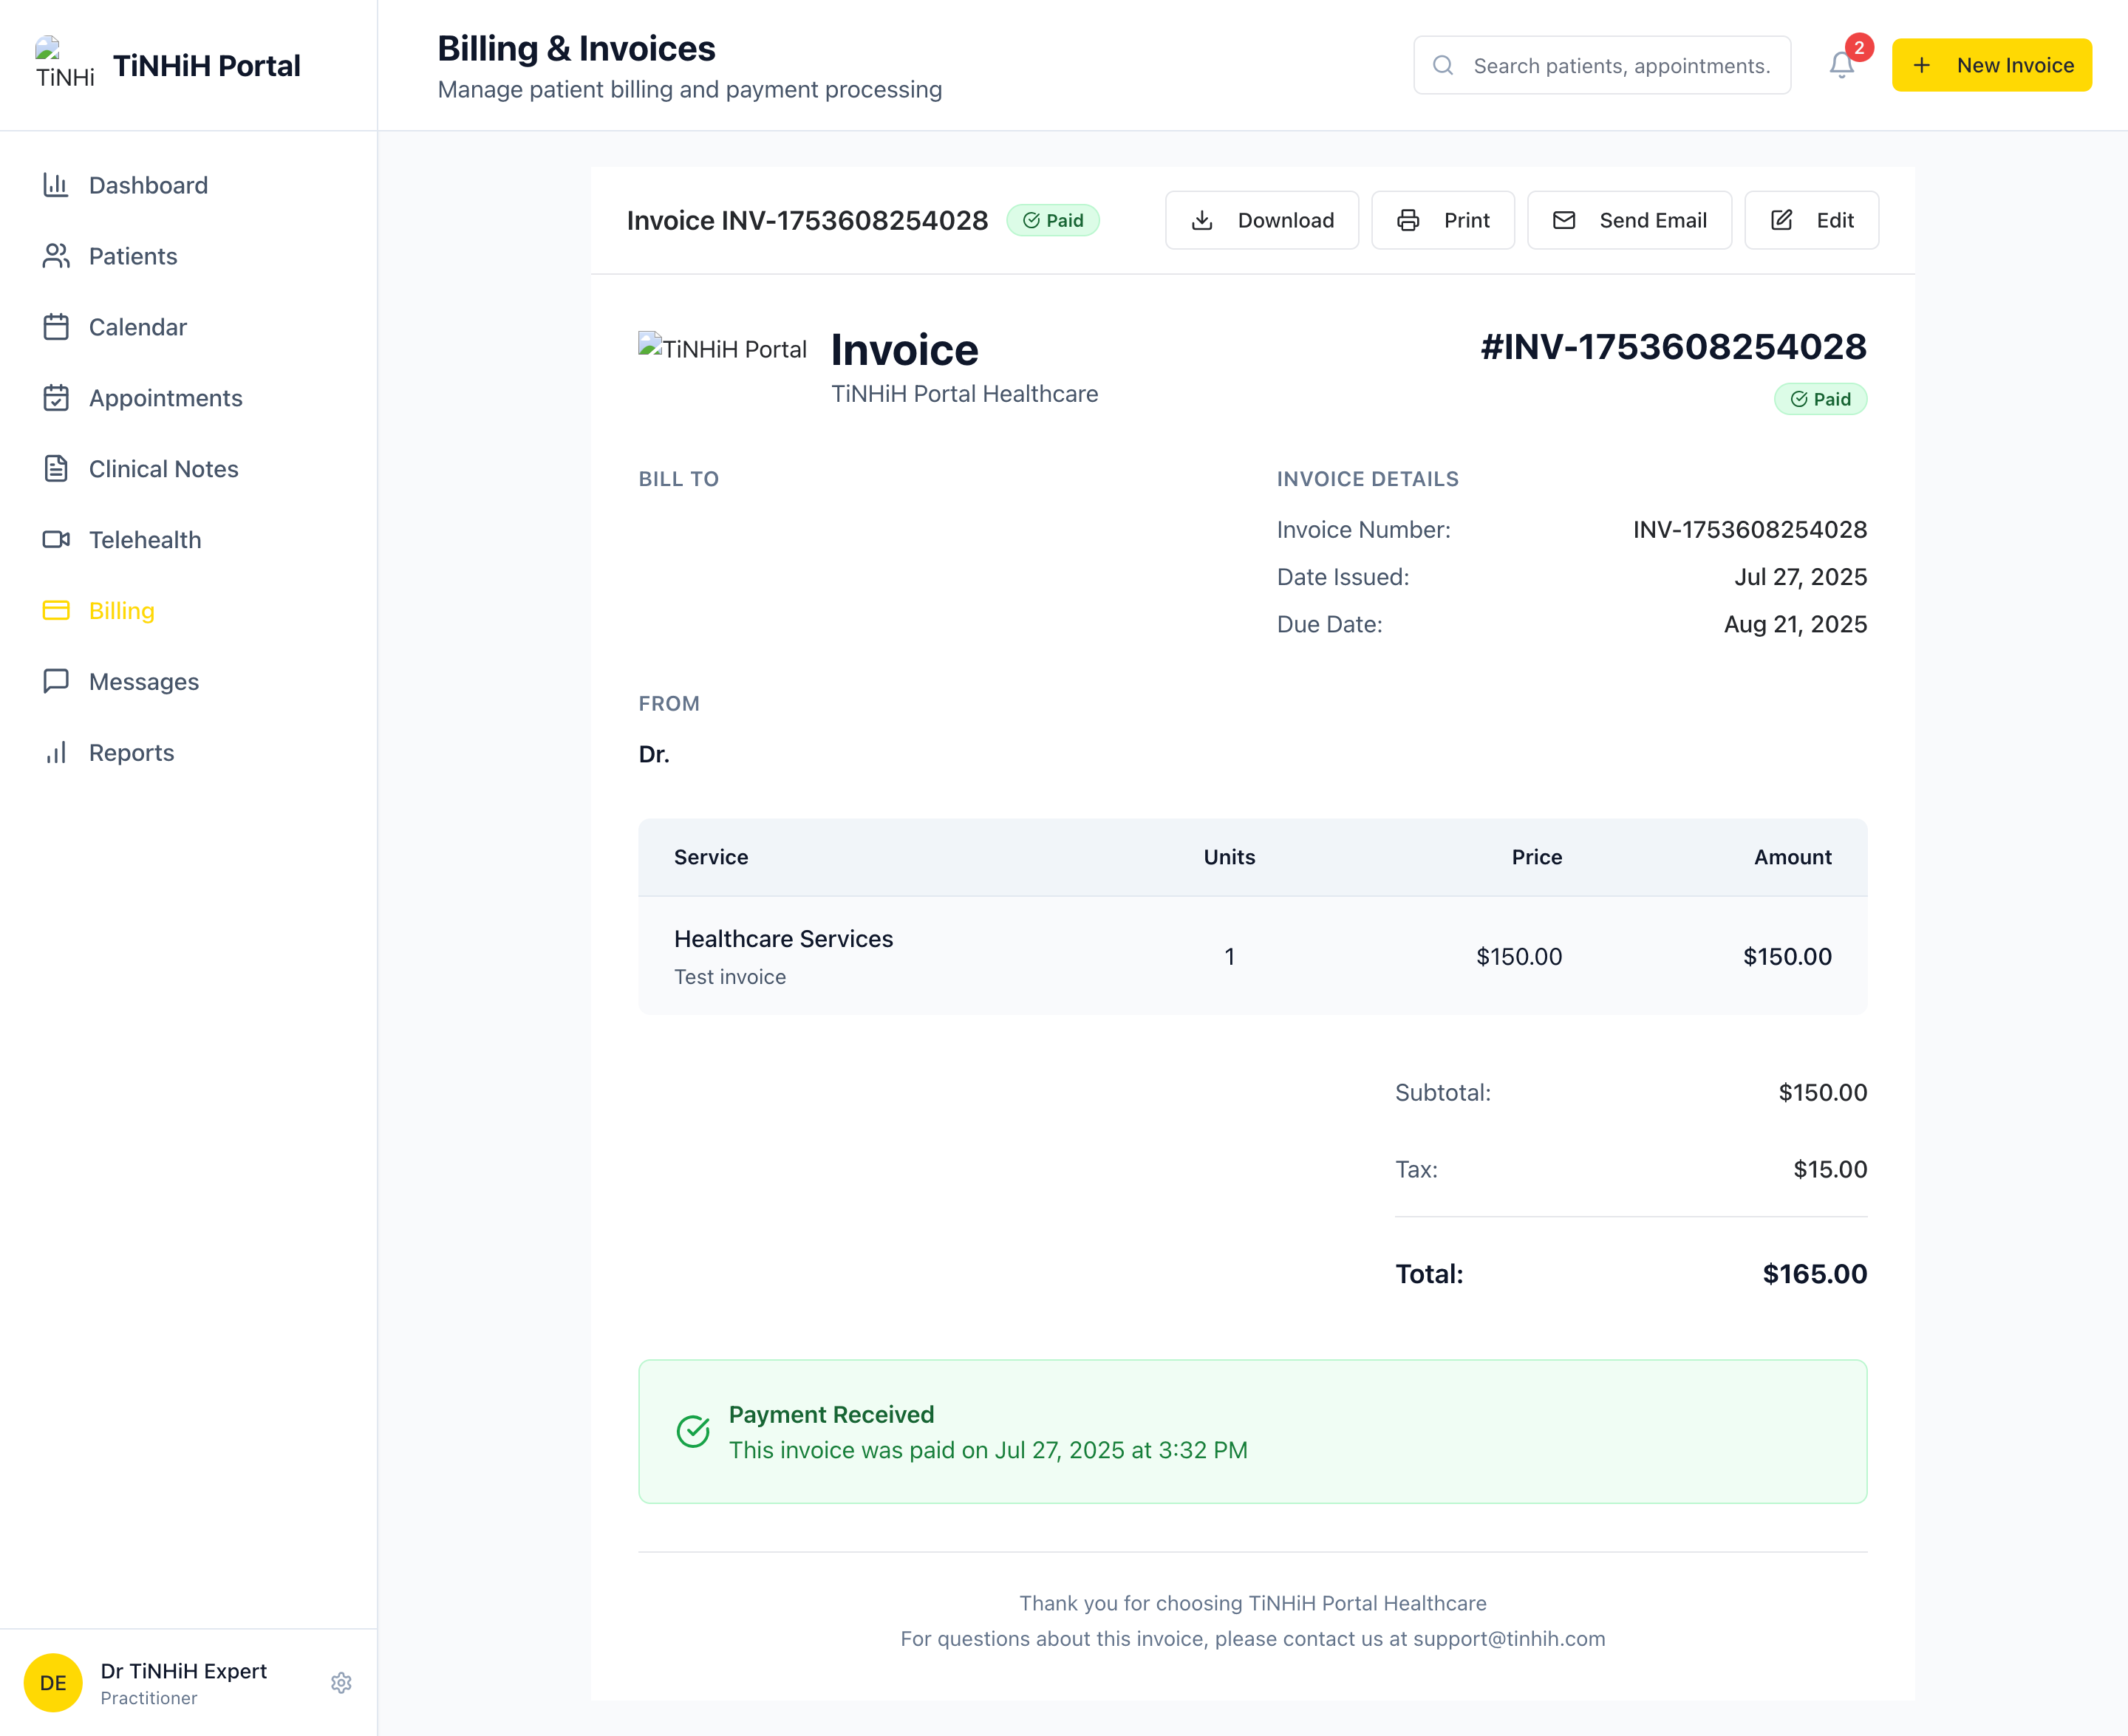 TiNHi
TiNHiH Portal
Dashboard
Patients
Calendar
Appointments
Clinical Notes
Telehealth
Billing
Messages
Reports
DE
Dr TiNHiH Expert
Practitioner
Billing & Invoices
Manage patient billing and payment processing
Search patients, appointments.
2
New Invoice
Invoice INV-1753608254028
Paid
Download
Print
Send Email
Edit
TiNHiH Portal
Invoice
TiNHiH Portal Healthcare
#INV-1753608254028
Paid
BILL TO
INVOICE DETAILS
Invoice Number: INV-1753608254028
Date Issued: Jul 27, 2025
Due Date: Aug 21, 2025
FROM
Dr.
Service Units Price Amount
Healthcare Services
Test invoice
1 $150.00 $150.00
Subtotal: $150.00
Tax: $15.00
Total: $165.00
Payment Received
This invoice was paid on Jul 27, 2025 at 3:32 PM
Thank you for choosing TiNHiH Portal Healthcare
For questions about this invoice, please contact us at support@tinhih.com